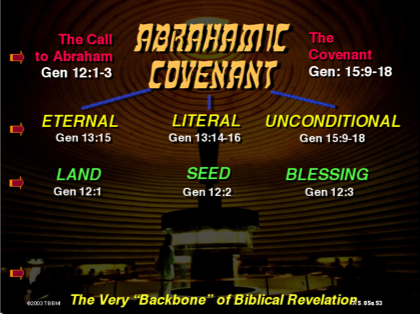 The Call
to Abraham
Gen 12:1-3
ABRAHAMIC
COVENANT
The
Covenant
Gen: 15:9-18
ETERNAL
Gen 13:15
LITERAL
Gen 13:14-16
UNCONDITIONAL
Gen 15:9-18
LAND
Gen 12:1
SEED
Gen 12:2
BLESSING
Gen 12:3
©2003 TBBMI
The Very “Backbone” of Biblical Revelation